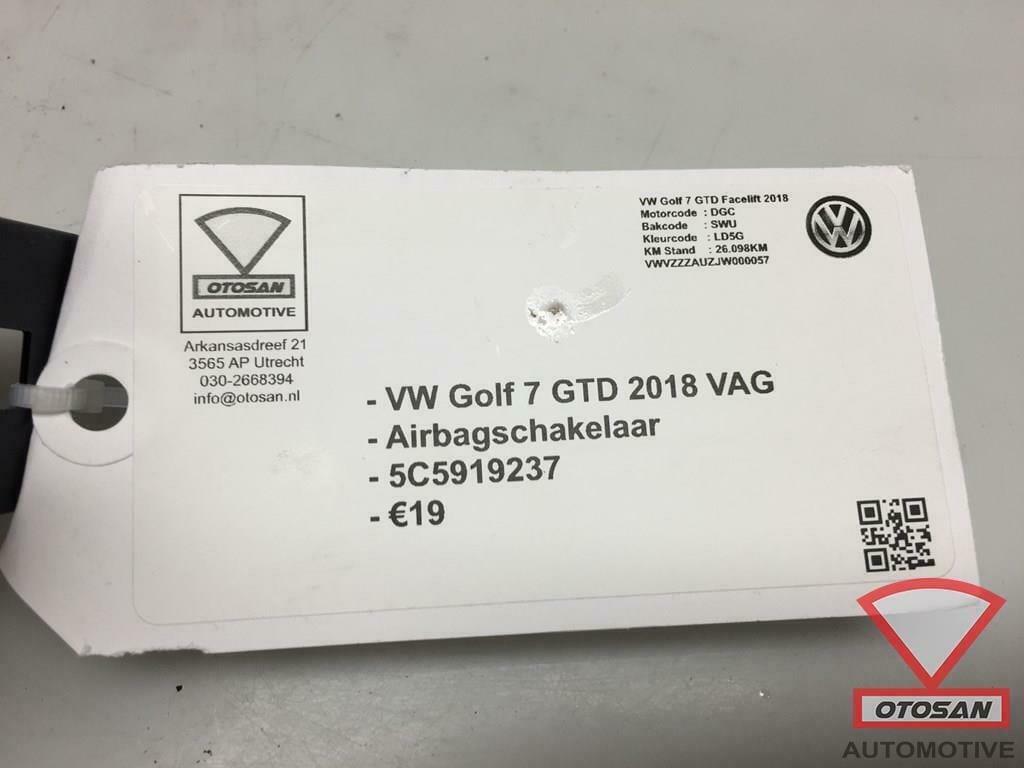 OTOSAN
AUTOMOTIVE
Arkansasdreef 21
3565 AP Utrecht
030-2668394
info@otosan.nl
VW Golf 7 GTD Facelift 2018
Motorcode : DGC
Bakcode : SWU
Kleurcode : LD5G
KM Stand : 26.098KM
VWVZZZAUZJW000057
- VW Golf 7 GTD 2018 VAG
- Airbagschakelaar
- 5C5919237
- €19
OTOSAN
AUTOMOTIVE